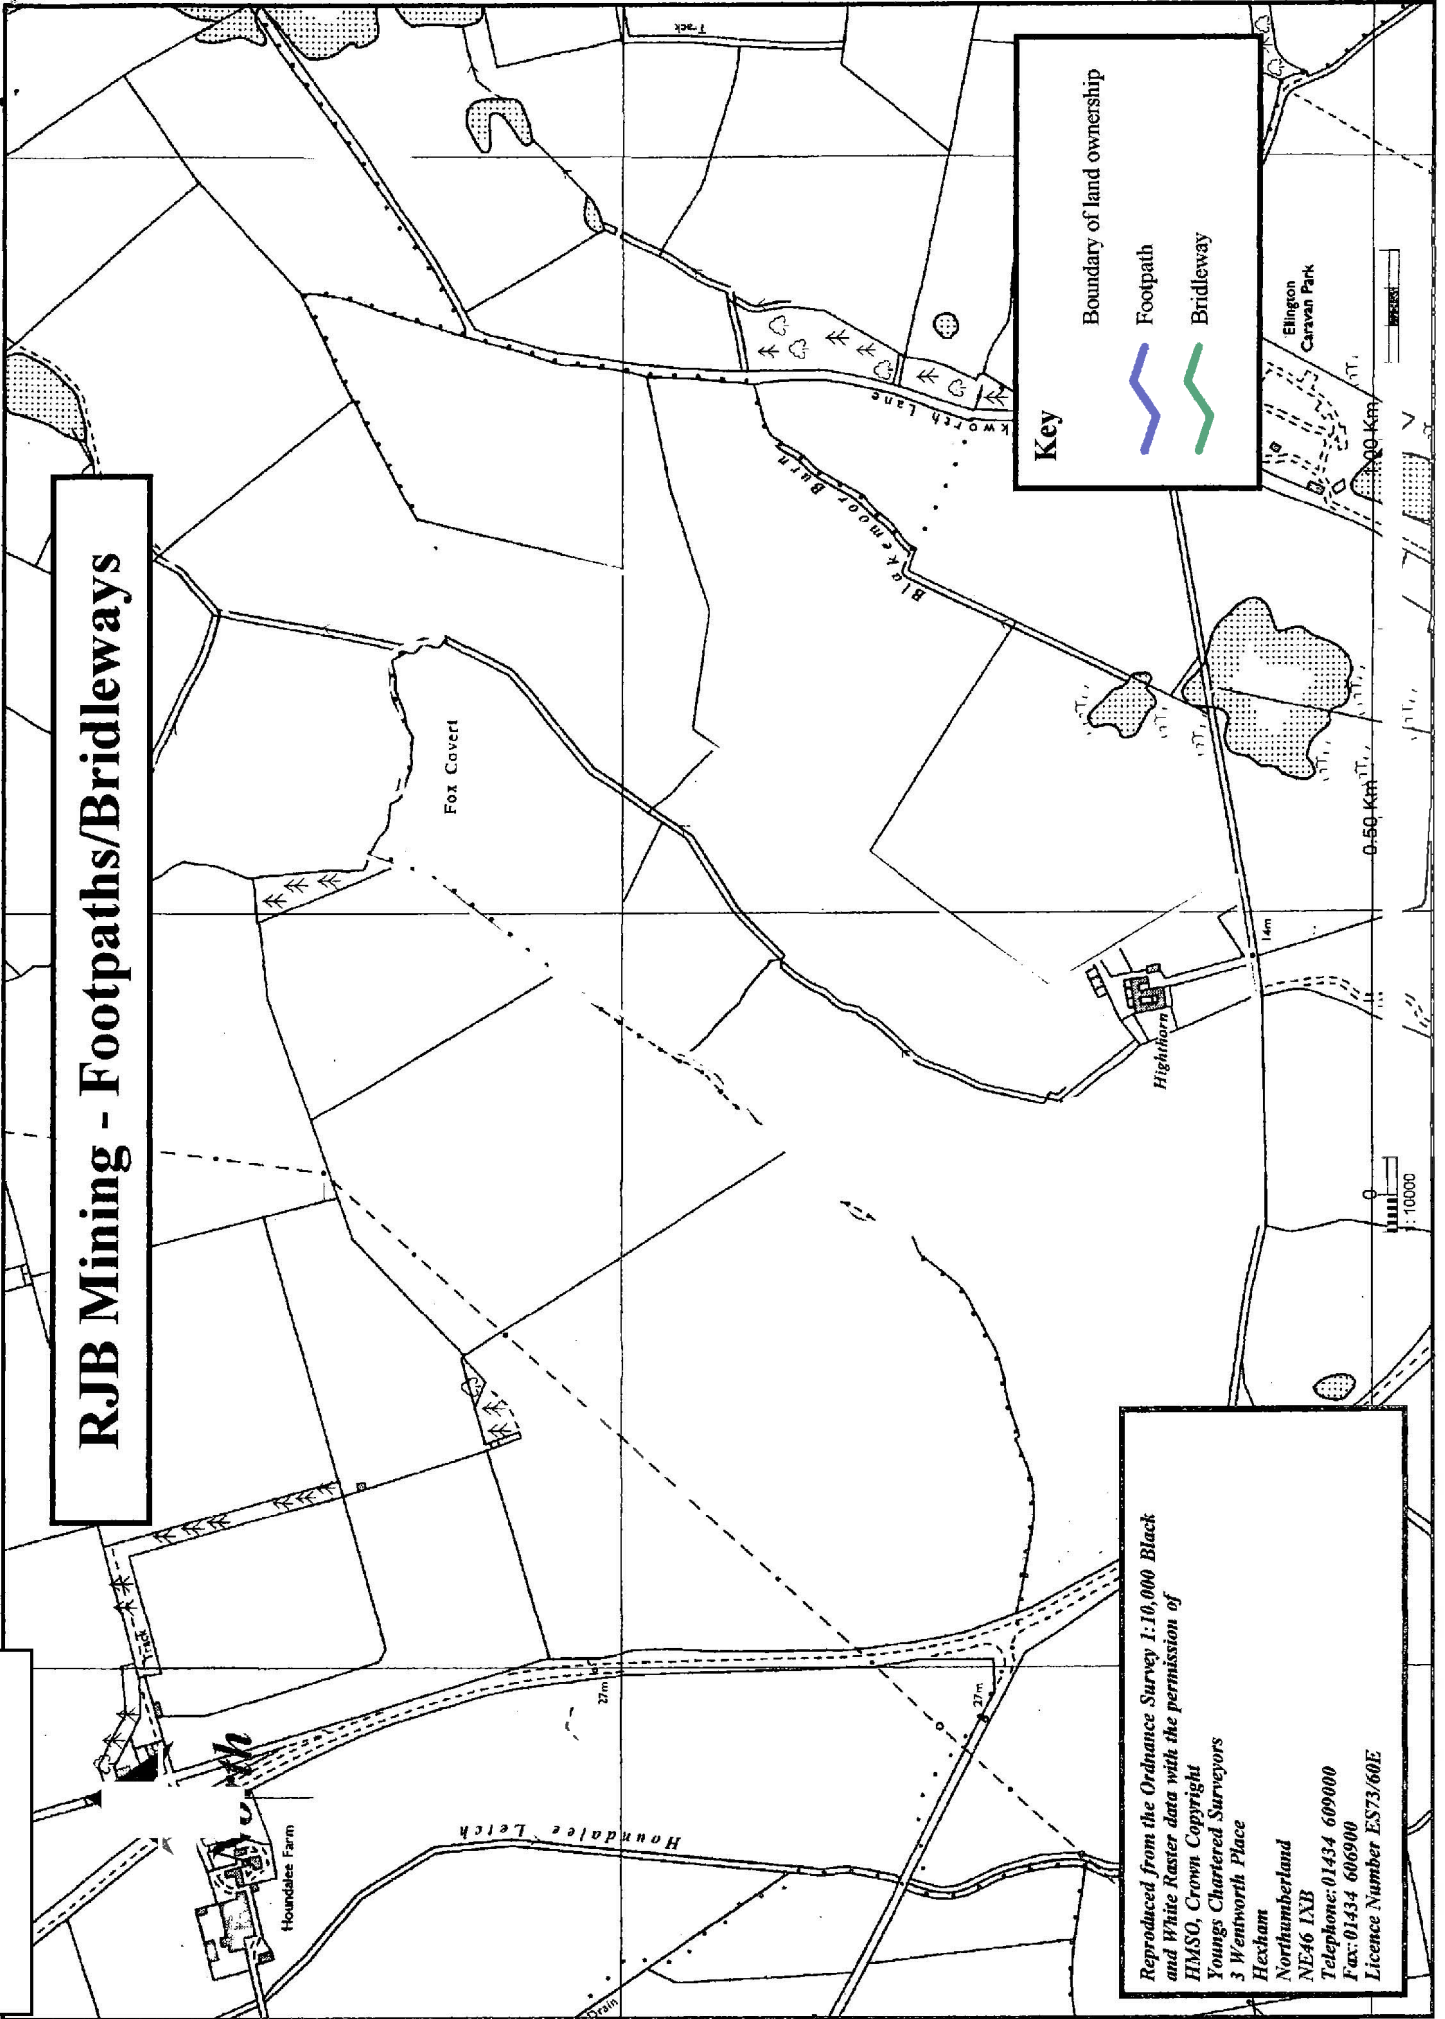 RJB Mining - Footpaths/Bridleways
Track
Fox Covert
Blakemoor Burn
kworth Lane
Key
Boundary of land ownership
Footpath
Bridleway
Ellington
Caravan Park
Highthorn
14m
Track
27m
27m
Houndalee Farm
Houndalee Letch
Drain
0
0.50 Km
1.00 Km
1:10000
Reproduced from the Ordnance Survey 1:10,000 Black
and White Raster data with the permission of
HMSO, Crown Copyright
Youngs Chartered Surveyors
3 Wentworth Place
Hexham
Northumberland
NE46 1XB
Telephone:01434 609000
Fax:01434 606900
Licence Number ES73/60E